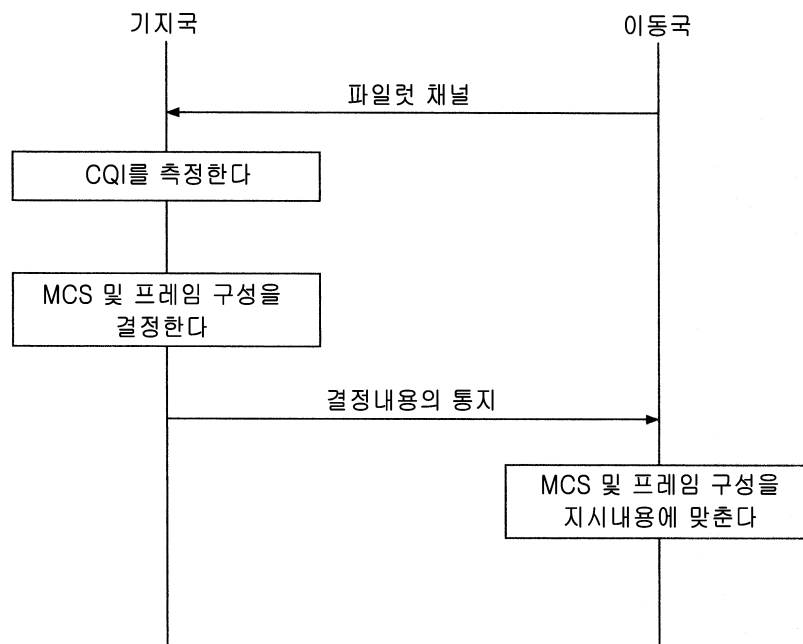 기지국
이동국
파일럿 채널
CQI를 측정한다
MCS 및 프레임 구성을
결정한다
결정내용의 통지
MCS 및 프레임 구성을
지시내용에 맞춘다